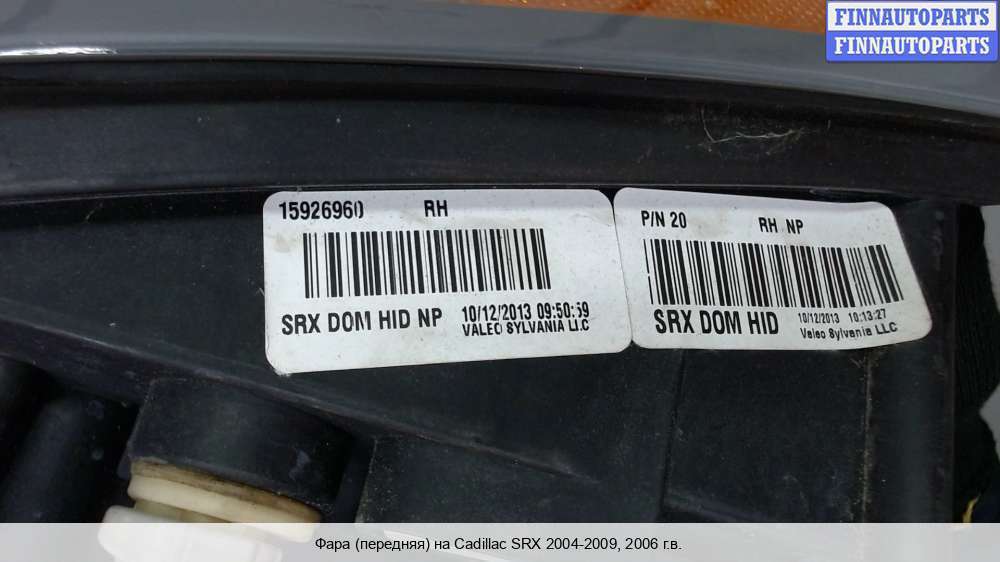 FINNAUTOPARTS
FINNAUTOPARTS
15926960 RH
SRX DOM HID NP 10/12/2013 09:50:59
VALEO SYLVANIA LLC
P/N 20 RH NP
SRX DOM HID 10/12/2013 10:13:27
Valeo Sylvania LLC
Фара (передняя) на Cadillac SRX 2004-2009, 2006 г.в.